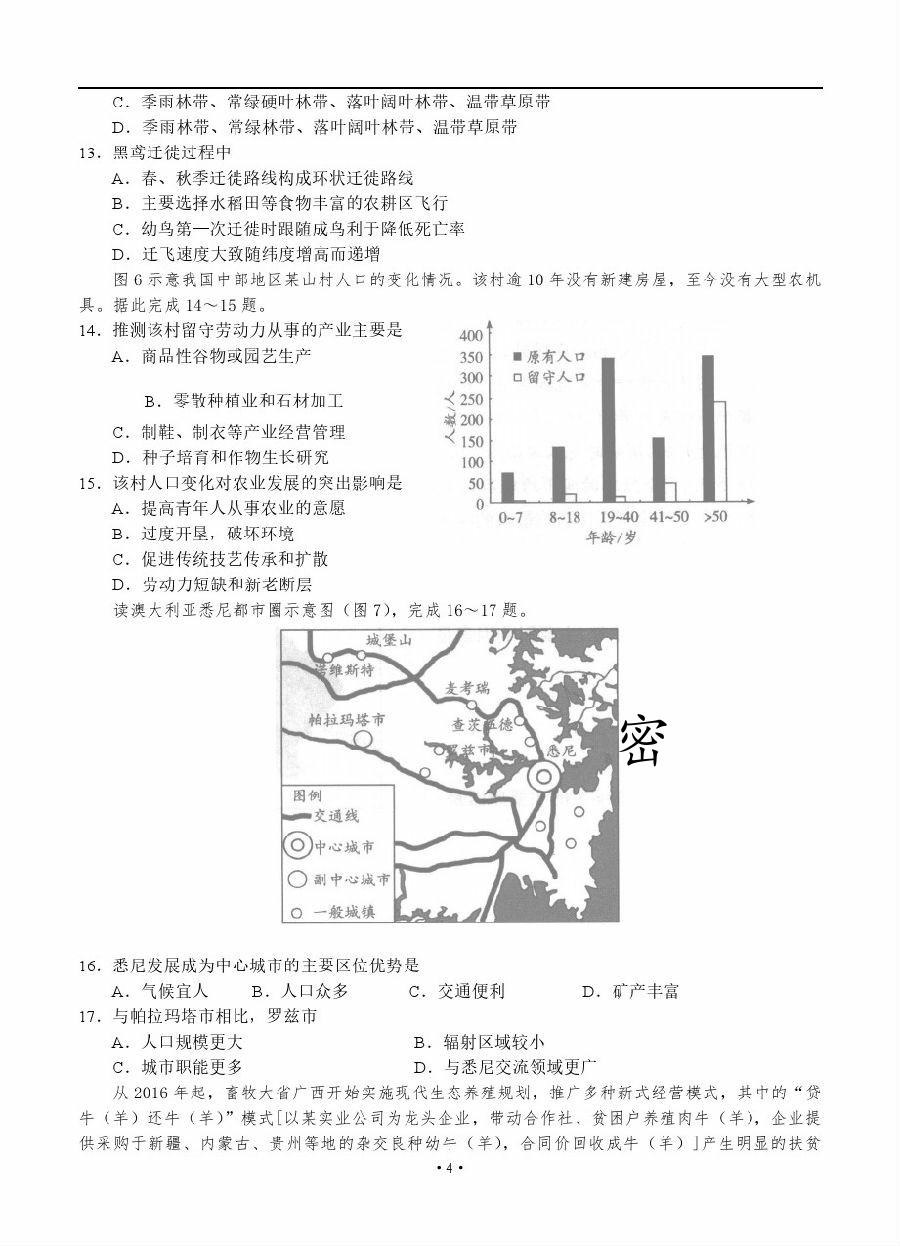 C．季雨林带、常绿硬叶林带、落叶阔叶林带、温带草原带
D．季雨林带、常绿林带、落叶阔叶林带、温带草原带
13．黑鸢迁徙过程中
A．春、秋季迁徙路线构成环状迁徙路线
B．主要选择水稻田等食物丰富的农耕区飞行
C．幼鸟第一次迁徙时跟随成鸟利于降低死亡率
D．迁飞速度大致随纬度增高而递增
图 6 示意我国中部地区某山村人口的变化情况。该村逾 10 年没有新建房屋，至今没有大型农机
具。据此完成 14～15 题。
14．推测该村留守劳动力从事的产业主要是
A．商品性谷物或园艺生产
B．零散种植业和石材加工
C．制鞋、制衣等产业经营管理
D．种子培育和作物生长研究
15．该村人口变化对农业发展的突出影响是
A．提高青年人从事农业的意愿
B．过度开垦，破坏环境
C．促进传统技艺传承和扩散
D．劳动力短缺和新老断层
人数/人
400
350
300
250
200
150
100
50
0
原有人口
留守人口
0~7 8~18 19~40 41~50 >50
年龄/岁
读澳大利亚悉尼都市圈示意图（图 7），完成 16～17 题。
城堡山
诺维斯特
麦考瑞
帕拉玛塔市
查茨伍德
罗兹市
悉尼
图例
交通线
中心城市
副中心城市
一般城镇
密
16．悉尼发展成为中心城市的主要区位优势是
A．气候宜人 B．人口众多 C．交通便利 D．矿产丰富
17．与帕拉玛塔市相比，罗兹市
A．人口规模更大 B．辐射区域较小
C．城市职能更多 D．与悉尼交流领域更广
从 2016 年起，畜牧大省广西开始实施现代生态养殖规划，推广多种新式经营模式，其中的“贷
牛（羊）还牛（羊）”模式[以某实业公司为龙头企业，带动合作社、贫困户养殖肉牛（羊），企业提
供采购于新疆、内蒙古、贵州等地的杂交良种幼牛（羊），合同价回收成牛（羊）]产生明显的扶贫
·4·